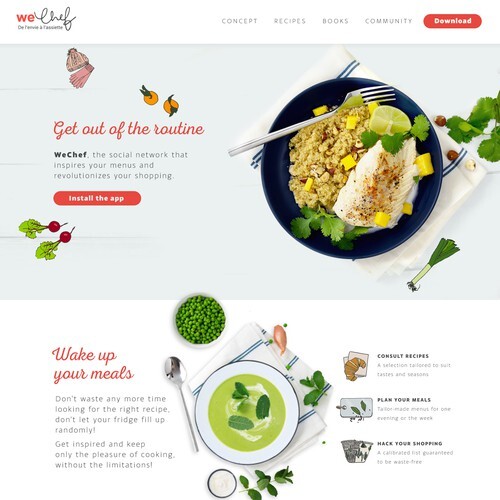 we Chef
De l'envie à l'assiette
CONCEPT RECIPES BOOKS COMMUNITY Download
Get out of the routine
WeChef, the social network that
inspires your menus and
revolutionizes your shopping.
Install the app
Wake up
your meals
Don't waste any more time
looking for the right recipe,
don't let your fridge fill up
randomly!
Get inspired and keep
only the pleasure of cooking,
without the limitations!
CONSULT RECIPES
A selection tailored to suit
tastes and seasons
PLAN YOUR MEALS
Tailor-made menus for one
evening or the week
HACK YOUR SHOPPING
A calibrated list guaranteed
to be waste-free